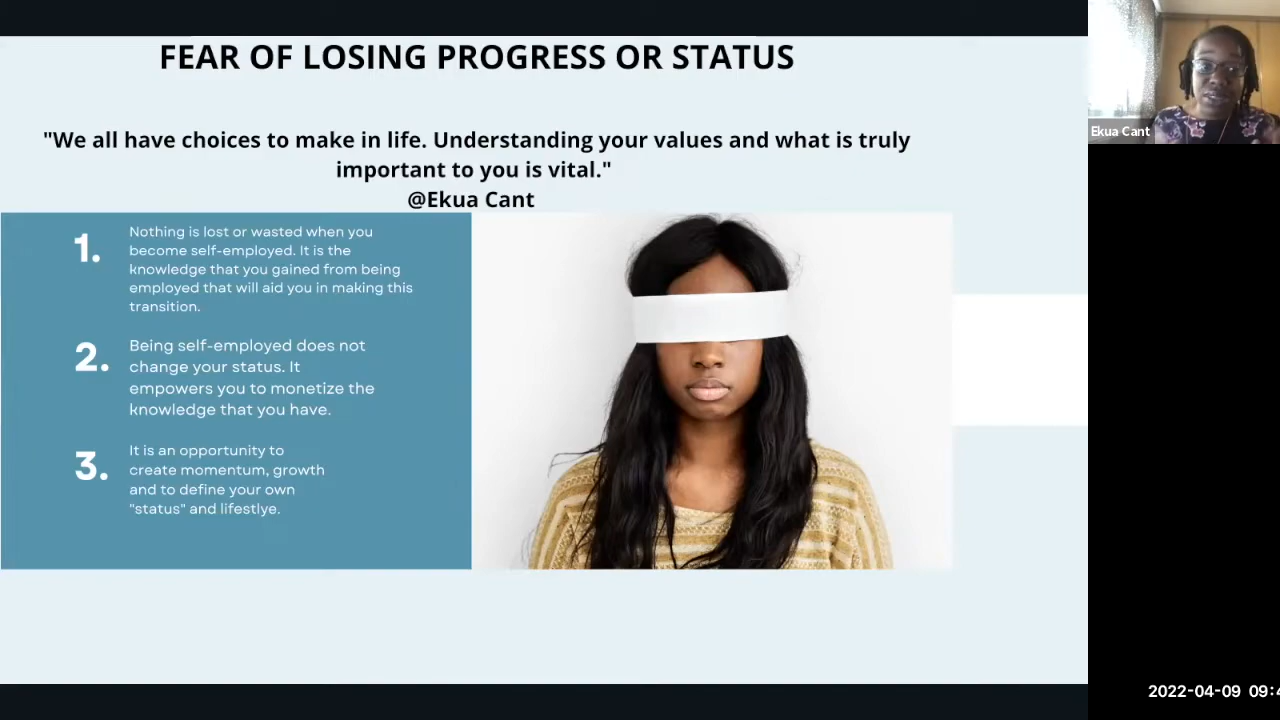 FEAR OF LOSING PROGRESS OR STATUS
"We all have choices to make in life. Understanding your values and what is truly
important to you is vital."
@Ekua Cant
1.
Nothing is lost or wasted when you
become self-employed. It is the
knowledge that you gained from being
employed that will aid you in making this
transition.
2.
Being self-employed does not
change your status. It
empowers you to monetize the
knowledge that you have.
3.
It is an opportunity to
create momentum, growth
and to define your own
"status" and lifestlye.
Ekua Cant
2022-04-09 09:4